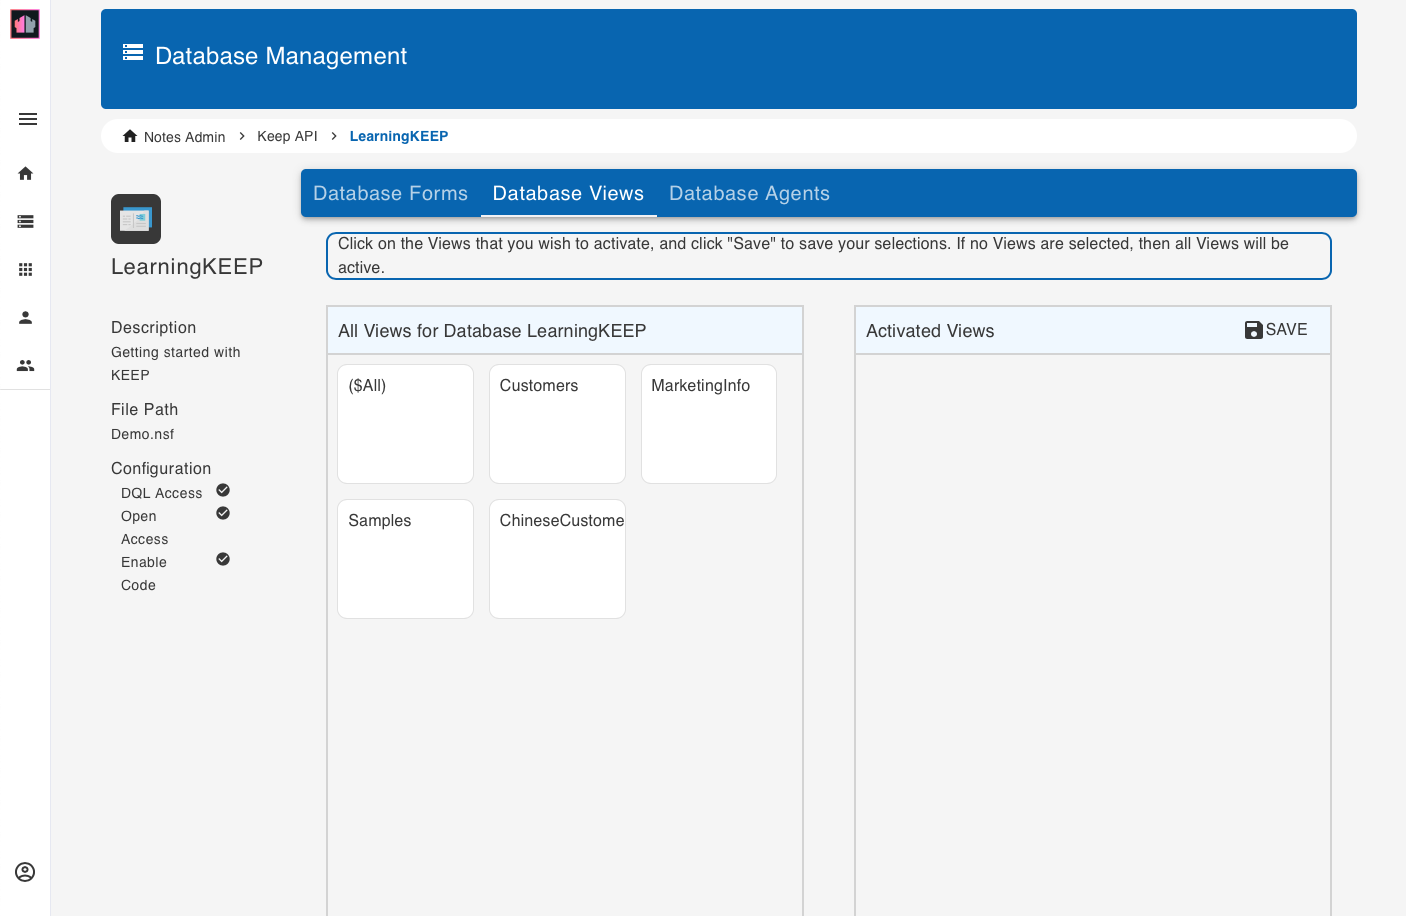 Database Management
Notes Admin > Keep API > LearningKEEP
LearningKEEP
Description
Getting started with
KEEP
File Path
Demo.nsf
Configuration
DQL Access
Open
Access
Enable
Code
Database Forms Database Views Database Agents
Click on the Views that you wish to activate, and click "Save" to save your selections. If no Views are selected, then all Views will be
active.
All Views for Database LearningKEEP
($All) Customers MarketingInfo
Samples ChineseCustome
Activated Views SAVE